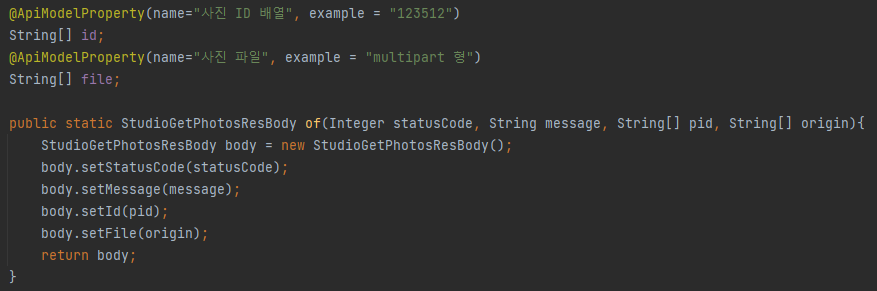 @ApiModelProperty(name="사진 ID 배열", example = "123512")
String[] id;
@ApiModelProperty(name="사진 파일", example = "multipart 형")
String[] file;
public static StudioGetPhotosResBody of(Integer statusCode, String message, String[] pid, String[] origin){
StudioGetPhotosResBody body = new StudioGetPhotosResBody();
body.setStatusCode(statusCode);
body.setMessage(message);
body.setId(pid);
body.setFile(origin);
return body;
}